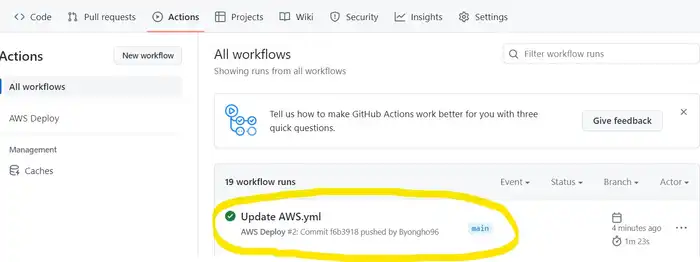 Code Pull requests Actions Projects Wiki Security Insights Settings
Actions
New workflow
All workflows
AWS Deploy
Management
Caches
All workflows
Showing runs from all workflows
Filter workflow runs
Tell us how to make GitHub Actions work better for you with three
quick questions.
Give feedback
19 workflow runs
Event Status Branch Actor
Update AWS.yml
AWS Deploy #2: Commit f6b3918 pushed by Byongho96
main
4 minutes ago
1m 23s